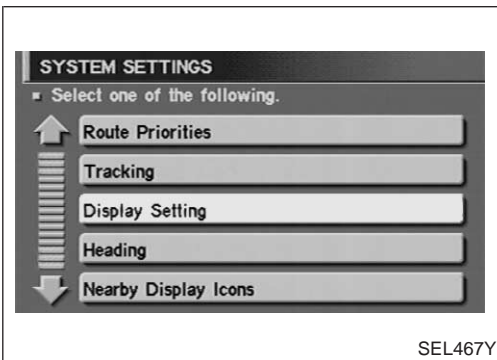 SYSTEM SETTINGS
Select one of the following.
Route Priorities
Tracking
Display Setting
Heading
Nearby Display Icons
SEL467Y